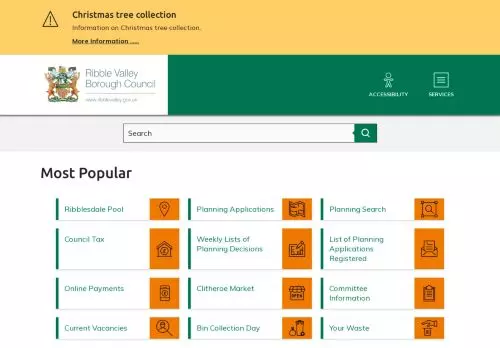 Christmas tree collection
Information on Christmas tree collection.
More Information .....
Ribble Valley
Borough Council
www.ribblevalley.gov.uk
ACCESSIBILITY
SERVICES
Search
Most Popular
Ribblesdale Pool
Planning Applications
Planning Search
Council Tax
Weekly Lists of
Planning Decisions
List of Planning
Applications
Registered
Online Payments
Clitheroe Market
OPEN
Committee
Information
Current Vacancies
Bin Collection Day
Your Waste